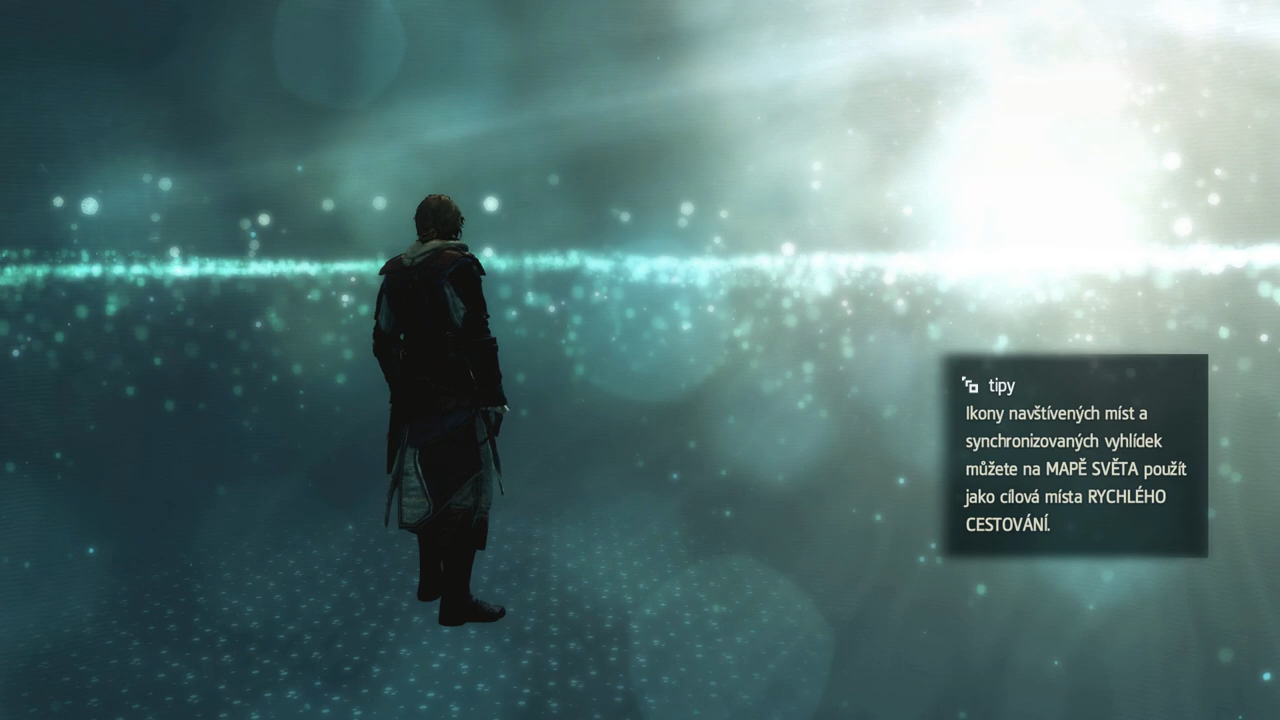 tipy
Ikony navštívených míst a
synchronizovaných vyhlídek
můžete na MAPĚ SVĚTA použít
jako cílová místa RYCHLÉHO
CESTOVÁNÍ.